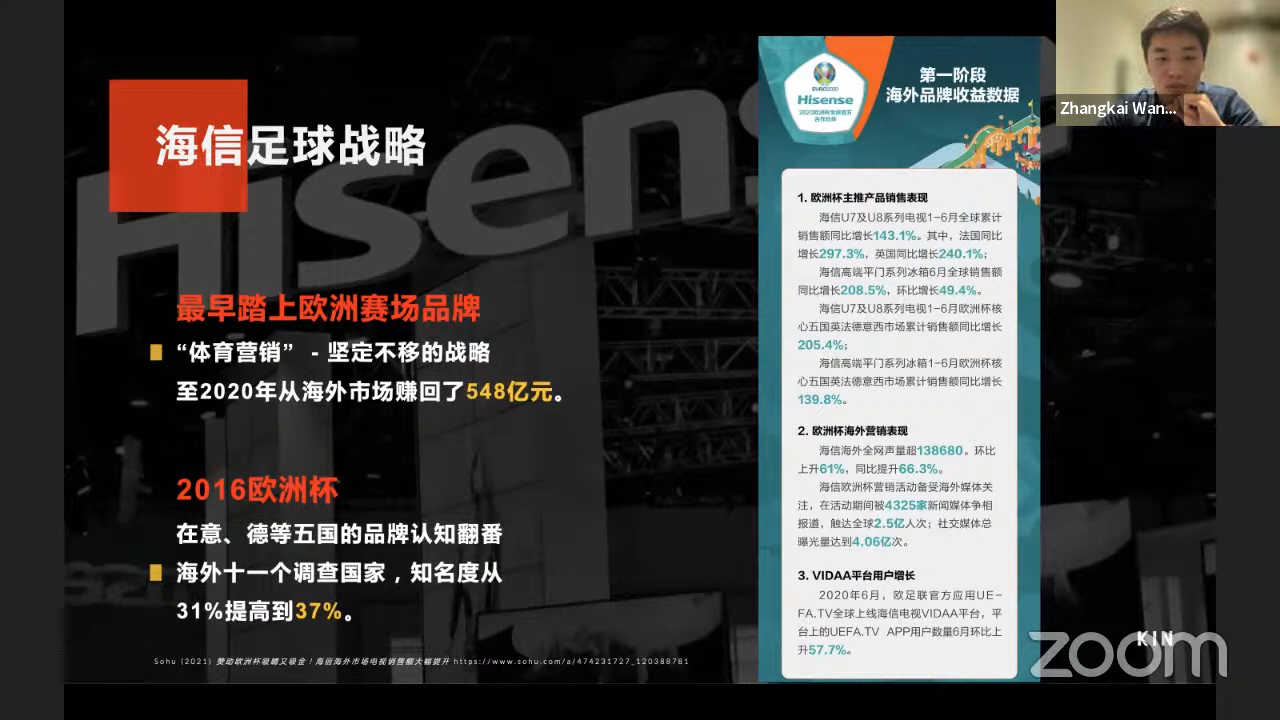 海信足球战略
最早踏上欧洲赛场品牌
“体育营销” - 坚定不移的战略
至2020年从海外市场赚回了548亿元。
2016欧洲杯
在意、德等五国的品牌认知翻番
海外十一个调查国家，知名度从
31%提高到37%。
Sohu (2021) 赞助欧洲杯吸睛又吸金！海信海外市场电视销售额大幅提升 https://www.sohu.com/a/474231727_120388781
Hisens
EURO2020
Hisense
2020欧洲杯全球官方
合作伙伴
第一阶段
海外品牌收益数据
1. 欧洲杯主推产品销售表现
海信U7及U8系列电视1-6月全球累计
销售额同比增长143.1%。其中，法国同比
增长297.3%，英国同比增长240.1%；
海信高端平门系列冰箱6月全球销售额
同比增长208.5%，环比增长49.4%。
海信U7及U8系列电视1-6月欧洲杯核
心五国英法德意西市场累计销售额同比增长
205.4%；
海信高端平门系列冰箱1-6月欧洲杯核
心五国英法德意西市场累计销售额同比增长
139.8%。
2. 欧洲杯海外营销表现
海信海外全网声量超138680。环比
上升61%，同比提升66.3%。
海信欧洲杯营销活动备受海外媒体关
注，在活动期间被4325家新闻媒体争相
报道，触达全球2.5亿人次；社交媒体总
曝光量达到4.06亿次。
3. VIDAA平台用户增长
2020年6月，欧足联官方应用UE-
FA.TV全球上线海信电视VIDAA平台，平
台上的UEFA.TV APP用户数量6月环比上
升57.7%。
Zhangkai Wan...
KIN
zoom